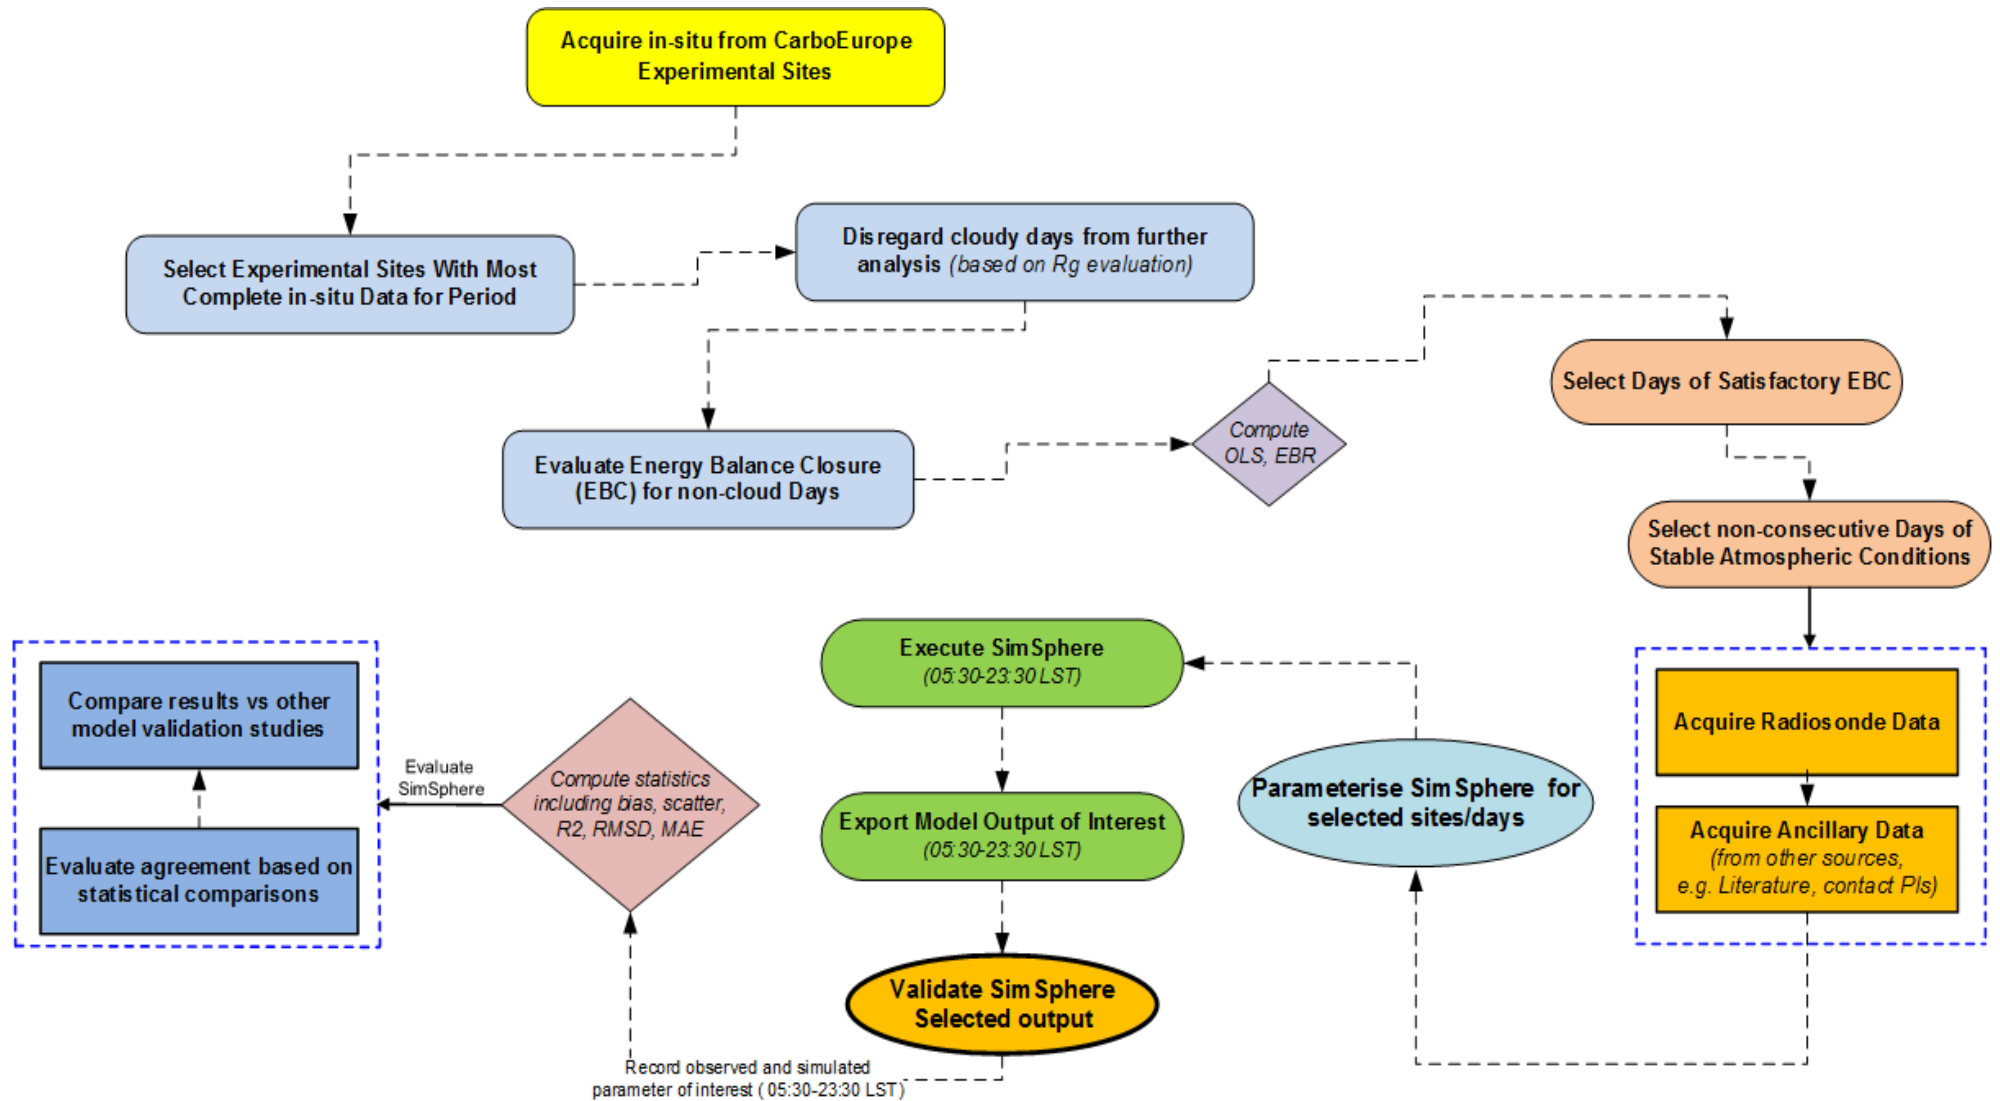 Acquire in-situ from CarboEurope
Experimental Sites
Select Experimental Sites With Most
Complete in-situ Data for Period
Disregard cloudy days from further
analysis (based on Rg evaluation)
Evaluate Energy Balance Closure
(EBC) for non-cloud Days
Compute
OLS, EBR
Select Days of Satisfactory EBC
Select non-consecutive Days of
Stable Atmospheric Conditions
Acquire Radiosonde Data
Acquire Ancillary Data
(from other sources,
e.g. Literature, contact PIs)
Parameterise SimSphere for
selected sites/days
Execute SimSphere
(05:30-23:30 LST)
Export Model Output of Interest
(05:30-23:30 LST)
Validate SimSphere
Selected output
Record observed and simulated
parameter of interest ( 05:30-23:30 LST)
Compute statistics
including bias, scatter,
R2, RMSD, MAE
Evaluate
SimSphere
Evaluate agreement based on
statistical comparisons
Compare results vs other
model validation studies